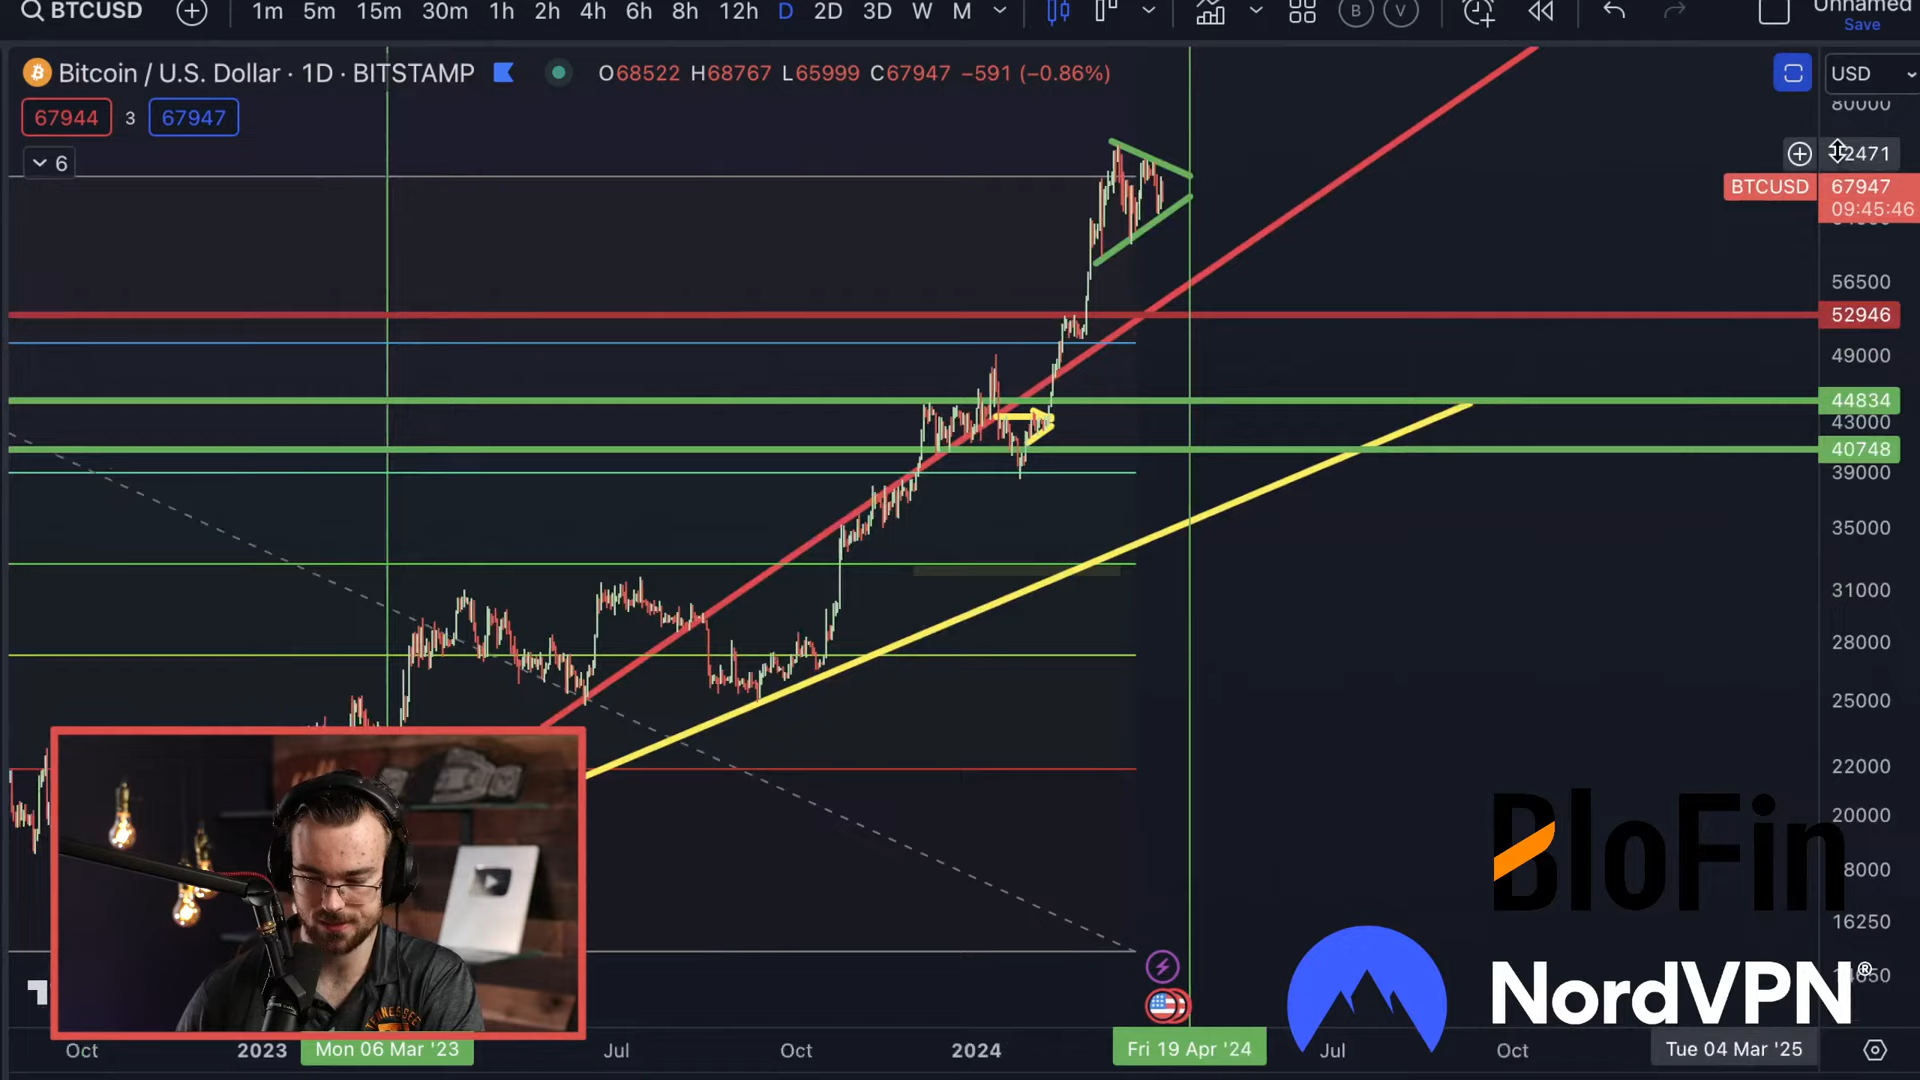 BTCUSD 1m 5m 15m 30m 1h 2h 4h 6h 8h 12h D 2D 3D W M B V Unnamed
Save
Bitcoin / U.S. Dollar · 1D · BITSTAMP O68522 H68767 L65999 C67947 −591 (−0.86%) USD
67944 3 67947
6
80000
2471
BTCUSD 67947
09:45:46
56500
52946
49000
44834
43000
40748
39000
35000
31000
28000
25000
22000
20000
8000
16250
BloFin
NordVPN®
TENNESSEE
Oct 2023 Mon 06 Mar '23 Jul Oct 2024 Fri 19 Apr '24 Jul Oct Tue 04 Mar '25